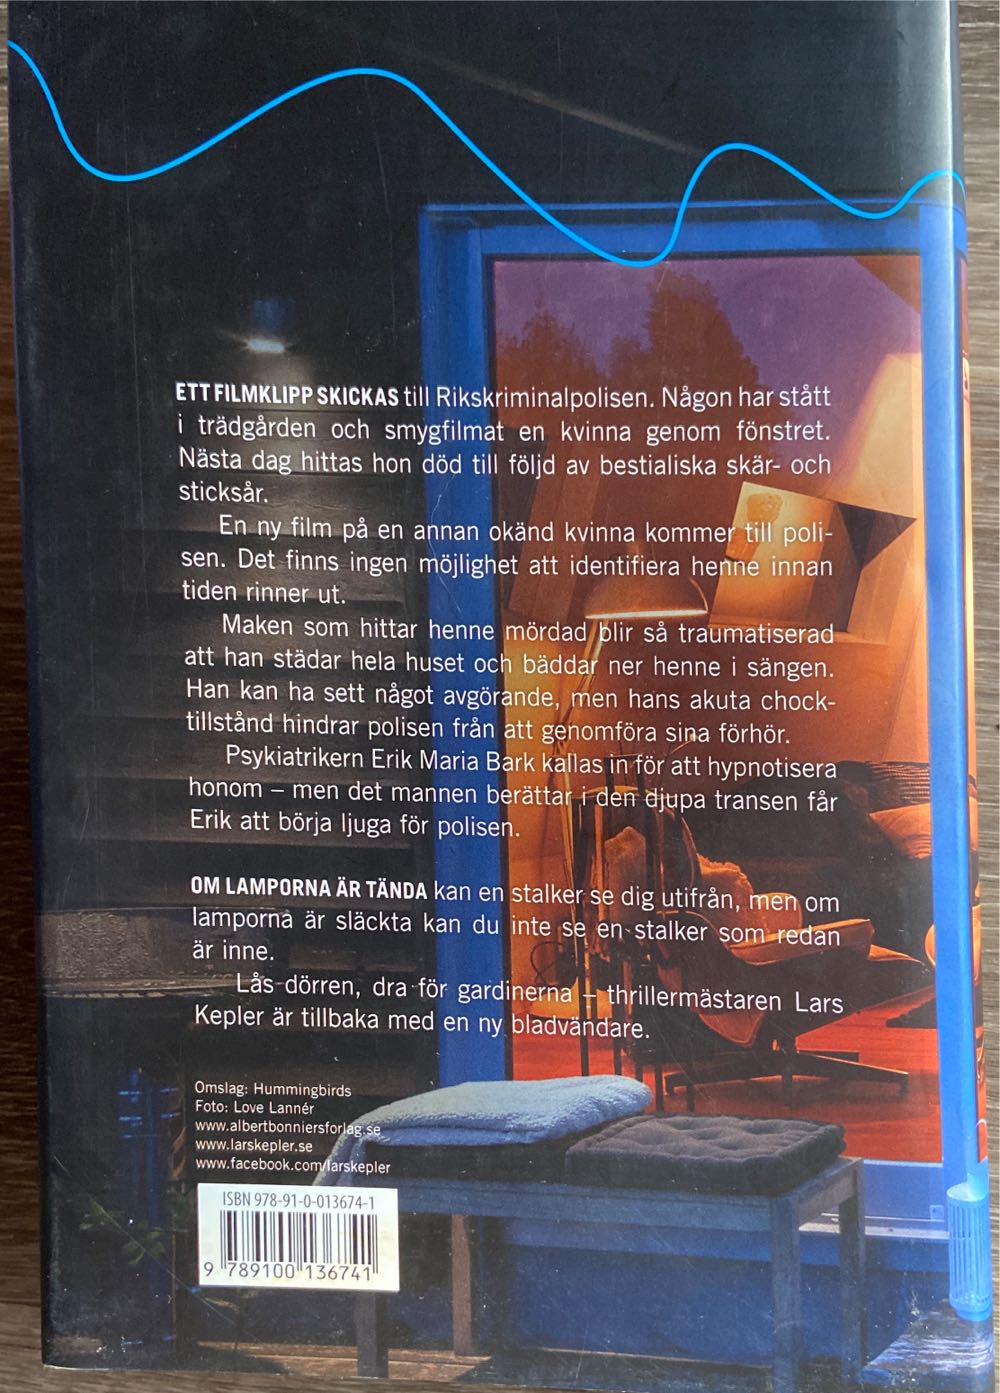 ETT FILMKLIPP SKICKAS till Rikskriminalpolisen. Någon har stått
i trädgården och smygfilmat en kvinna genom fönstret.
Nästa dag hittas hon död till följd av bestialiska skär- och
sticksår.
En ny film på en annan okänd kvinna kommer till poli-
sen. Det finns ingen möjlighet att identifiera henne innan
tiden rinner ut.
Maken som hittar henne mördad blir så traumatiserad
att han städar hela huset och bäddar ner henne i sängen.
Han kan ha sett något avgörande, men hans akuta chock-
tillstånd hindrar polisen från att genomföra sina förhör.
Psykiatrikern Erik Maria Bark kallas in för att hypnotisera
honom – men det mannen berättar i den djupa transen får
Erik att börja ljuga för polisen.
OM LAMPORNA ÄR TÄNDA kan en stalker se dig utifrån, men om
lamporna är släckta kan du inte se en stalker som redan
är inne.
Lås dörren, dra för gardinerna – thrillermästaren Lars
Kepler är tillbaka med en ny bladvändare.
Omslag: Hummingbirds
Foto: Love Lannér
www.albertbonniersforlag.se
www.larskepler.se
www.facebook.com/larskepler
ISBN 978-91-0-013674-1
9 789100 136741